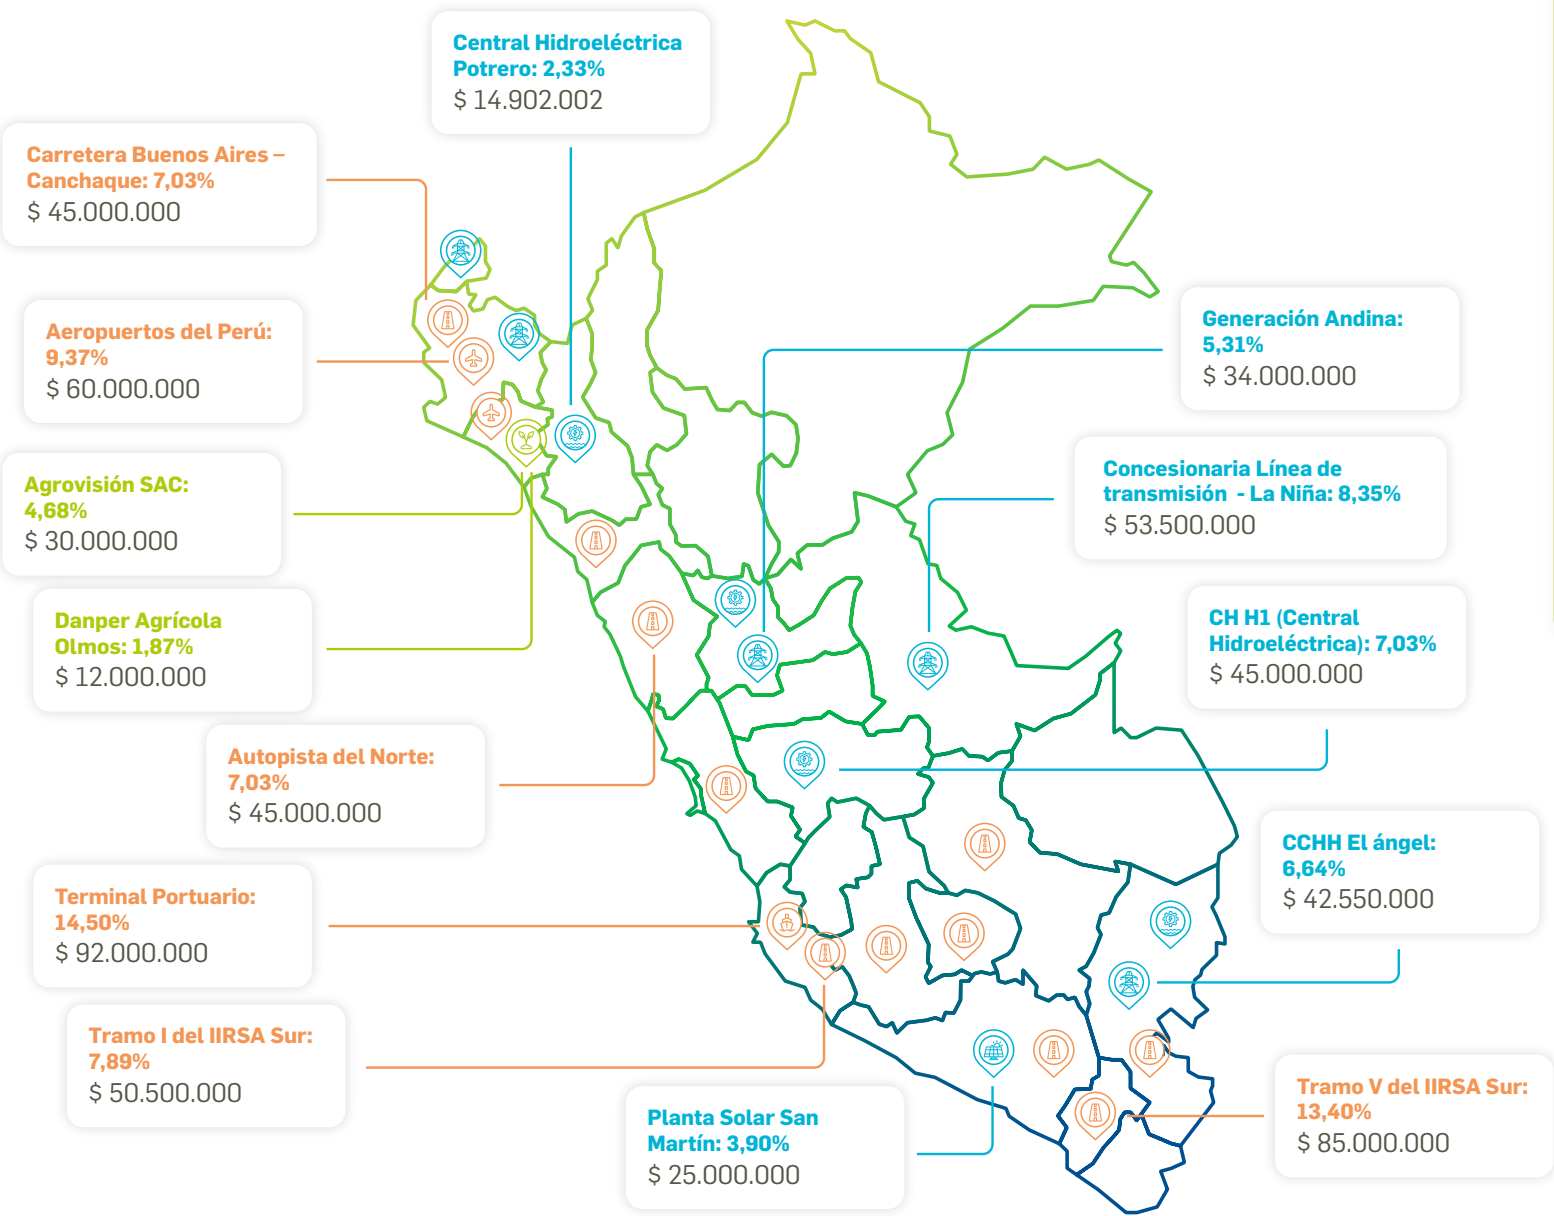 Central Hidroeléctrica
Potrero: 2,33%
$ 14.902.002
Carretera Buenos Aires –
Canchaque: 7,03%
$ 45.000.000
Aeropuertos del Perú:
9,37%
$ 60.000.000
Agrovisión SAC:
4,68%
$ 30.000.000
Danper Agrícola
Olmos: 1,87%
$ 12.000.000
Autopista del Norte:
7,03%
$ 45.000.000
Terminal Portuario:
14,50%
$ 92.000.000
Tramo I del IIRSA Sur:
7,89%
$ 50.500.000
Planta Solar San
Martín: 3,90%
$ 25.000.000
Generación Andina:
5,31%
$ 34.000.000
Concesionaria Línea de
transmisión - La Niña: 8,35%
$ 53.500.000
CH H1 (Central
Hidroeléctrica): 7,03%
$ 45.000.000
CCHH El ángel:
6,64%
$ 42.550.000
Tramo V del IIRSA Sur:
13,40%
$ 85.000.000